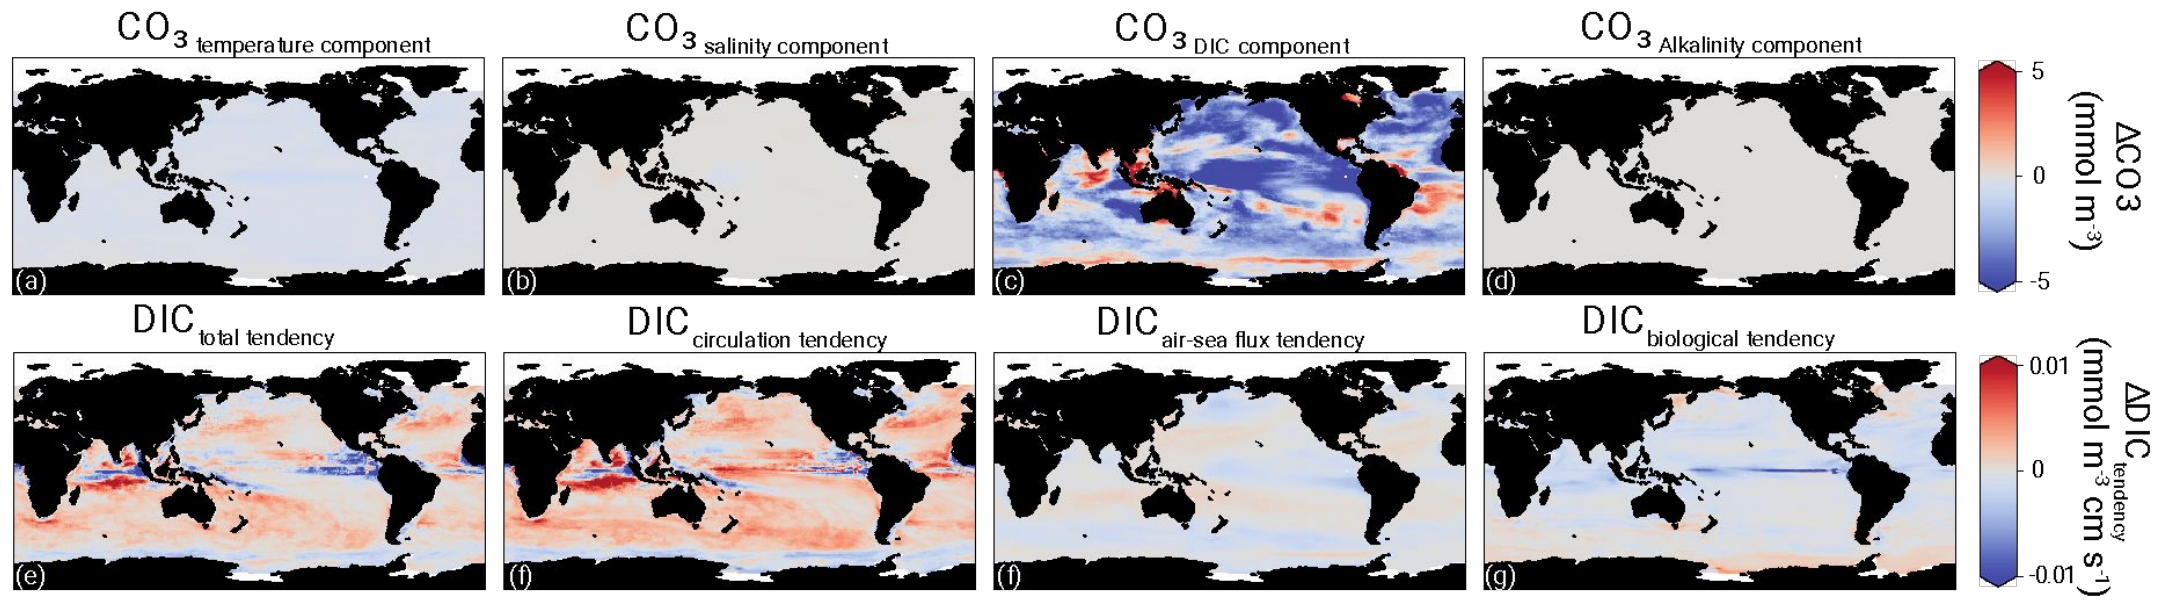 CO₃ temperature component
CO₃ salinity component
CO₃ DIC component
CO₃ Alkalinity component
(a)
(b)
(c)
(d)
5
0
-5
ΔCO3
(mmol m⁻³)
DIC total tendency
DIC circulation tendency
DIC air-sea flux tendency
DIC biological tendency
(e)
(f)
(f)
(g)
0.01
0
-0.01
ΔDIC tendency
(mmol m⁻³ cm s⁻¹)